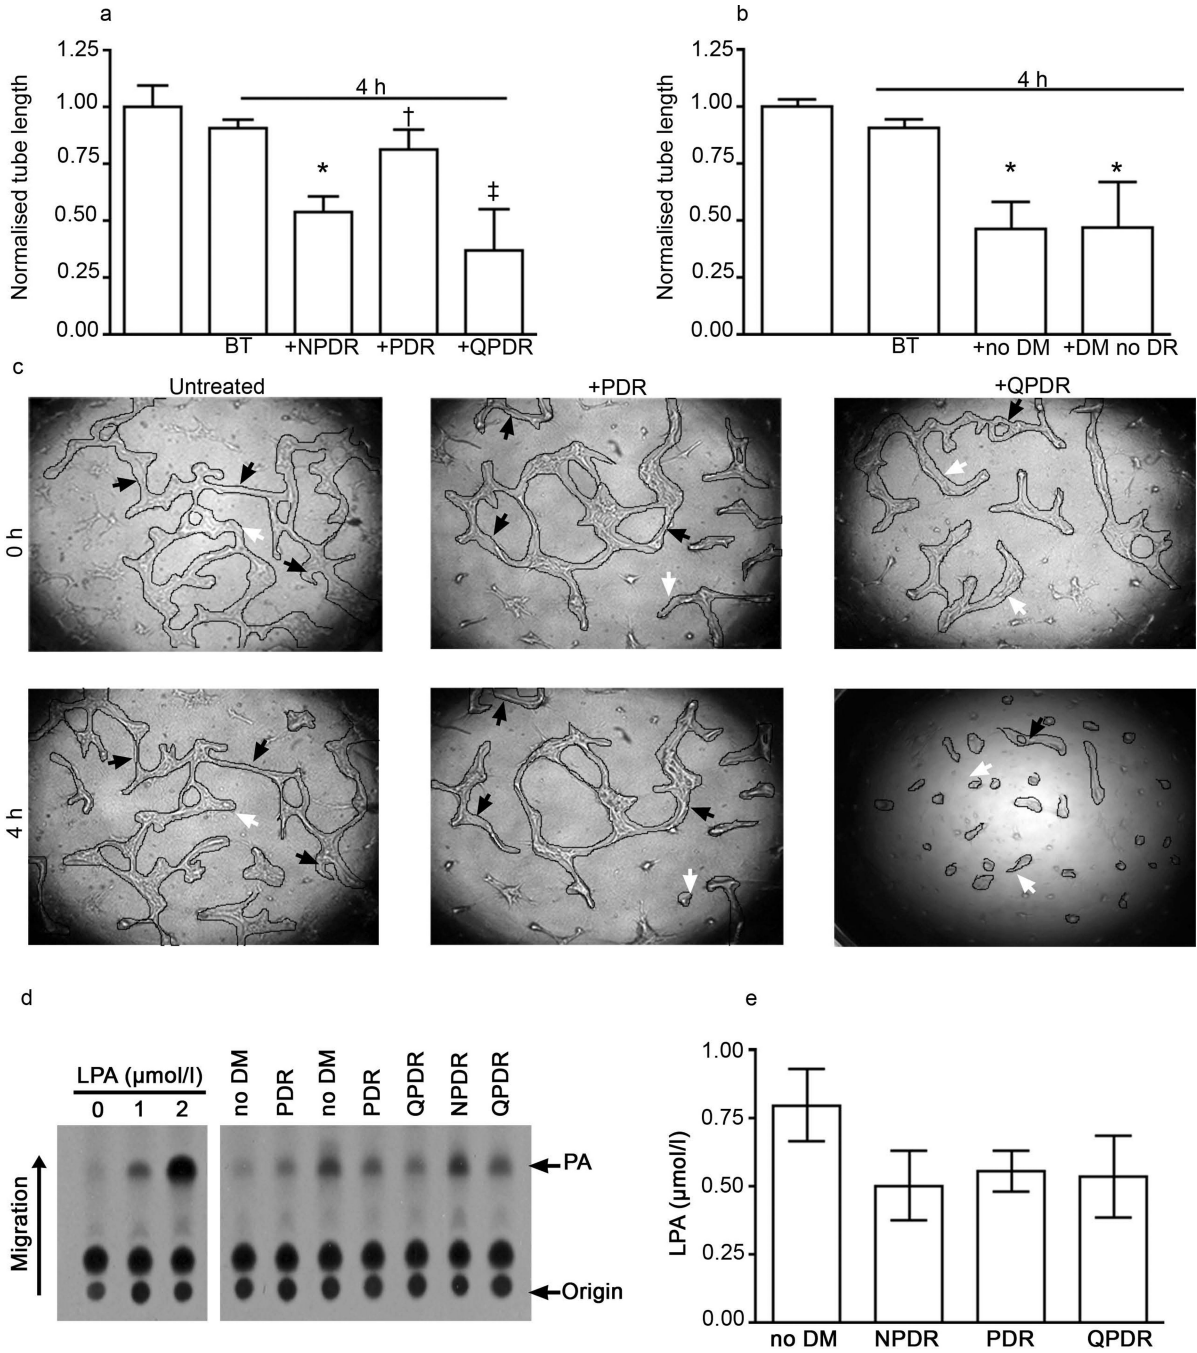 a
Normalised tube length
1.25
1.00
0.75
0.50
0.25
0.00
4 h
*
†
‡
BT +NPDR +PDR +QPDR
b
Normalised tube length
1.25
1.00
0.75
0.50
0.25
0.00
4 h
* *
BT +no DM +DM no DR
c
Untreated +PDR +QPDR
0 h
4 h
d
LPA (µmol/l)
0 1 2
no DM PDR no DM PDR QPDR NPDR QPDR
Migration
PA
Origin
e
LPA (µmol/l)
1.00
0.75
0.50
0.25
0.00
no DM NPDR PDR QPDR